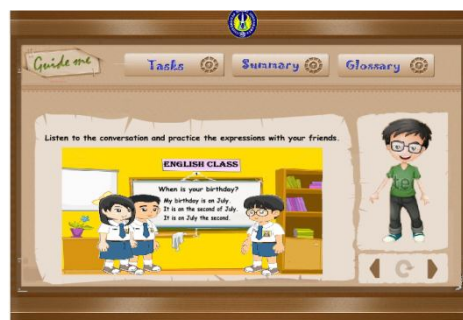 Guide me
Tasks
Summary
Glossary
Listen to the conversation and practice the expressions with your friends.
ENGLISH CLASS
When is your birthday?
My birthday is on July.
It is on the second of July.
It is on July the second.